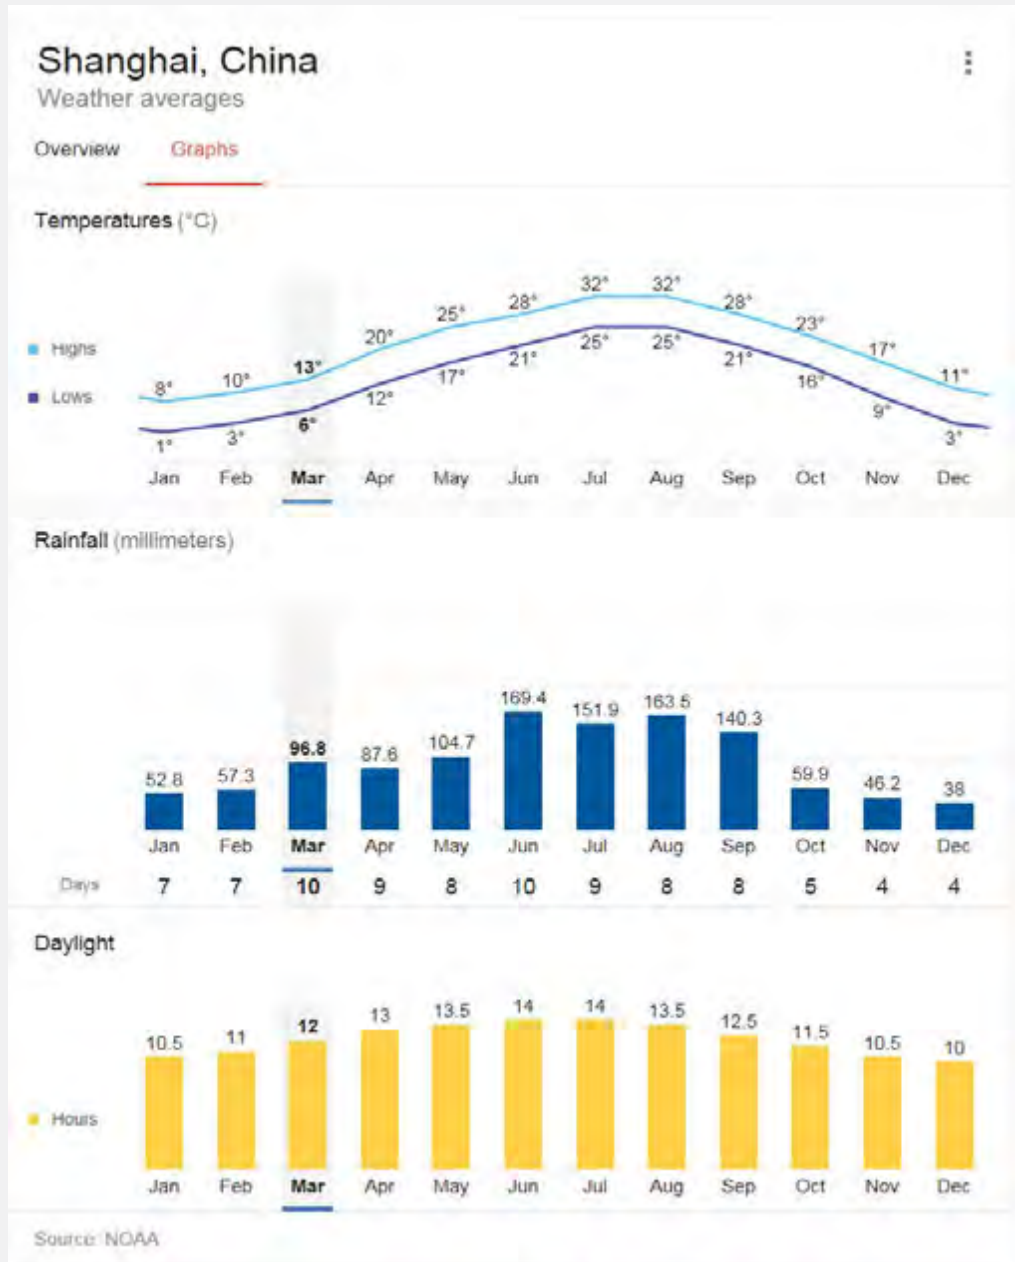 Shanghai, China
Weather averages
Overview Graphs
Temperatures (°C)
32° 32°
28° 28°
25°
20° 23°
17°
13°
8° 10° 11°
Highs
25° 25°
21° 21°
17° 16°
12°
9°
6°
1° 3° 3°
Lows
Jan Feb Mar Apr May Jun Jul Aug Sep Oct Nov Dec
Rainfall (millimeters)
52.8 57.3 96.8 87.6 104.7 169.4 151.9 163.5 140.3 59.9 46.2 38
Jan Feb Mar Apr May Jun Jul Aug Sep Oct Nov Dec
Days 7 7 10 9 8 10 9 8 8 5 4 4
Daylight
10.5 11 12 13 13.5 14 14 13.5 12.5 11.5 10.5 10
Hours
Jan Feb Mar Apr May Jun Jul Aug Sep Oct Nov Dec
Source: NOAA